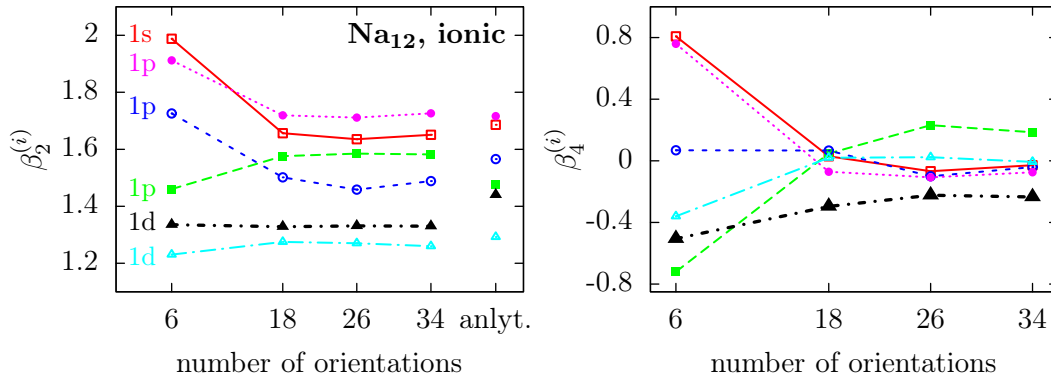 Na₁₂, ionic
β₂⁽ⁱ⁾
2
1.8
1.6
1.4
1.2
1s
1p
1p
1p
1d
1d
6 18 26 34 anlyt.
number of orientations
β₄⁽ⁱ⁾
0.8
0.4
0
-0.4
-0.8
6 18 26 34
number of orientations